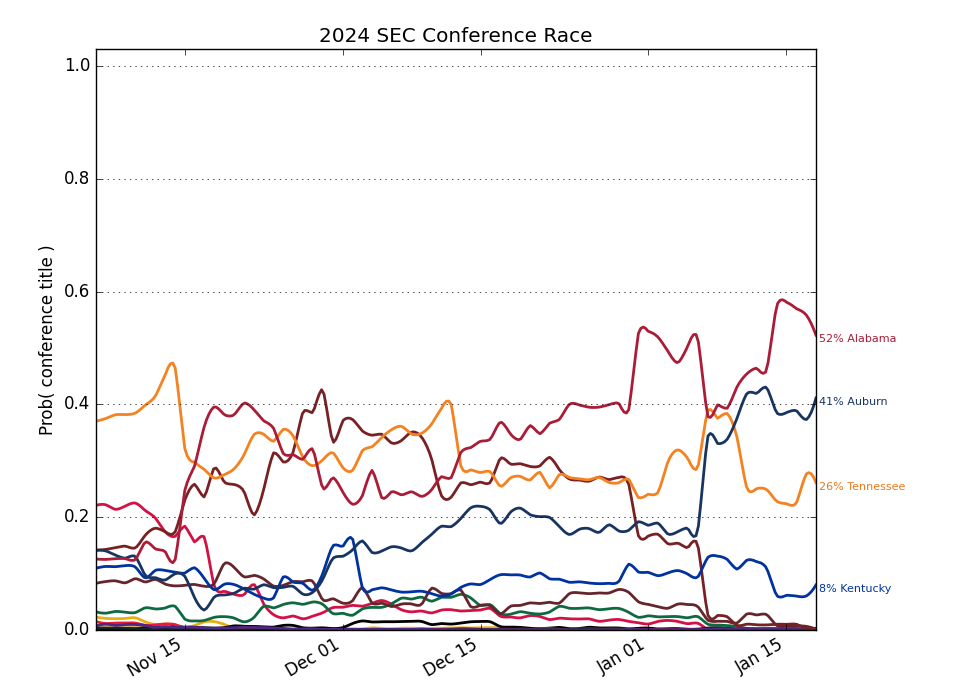 2024 SEC Conference Race
Prob( conference title )
1.0
0.8
0.6
0.4
0.2
0.0
52% Alabama
41% Auburn
26% Tennessee
8% Kentucky
Nov 15
Dec 01
Dec 15
Jan 01
Jan 15